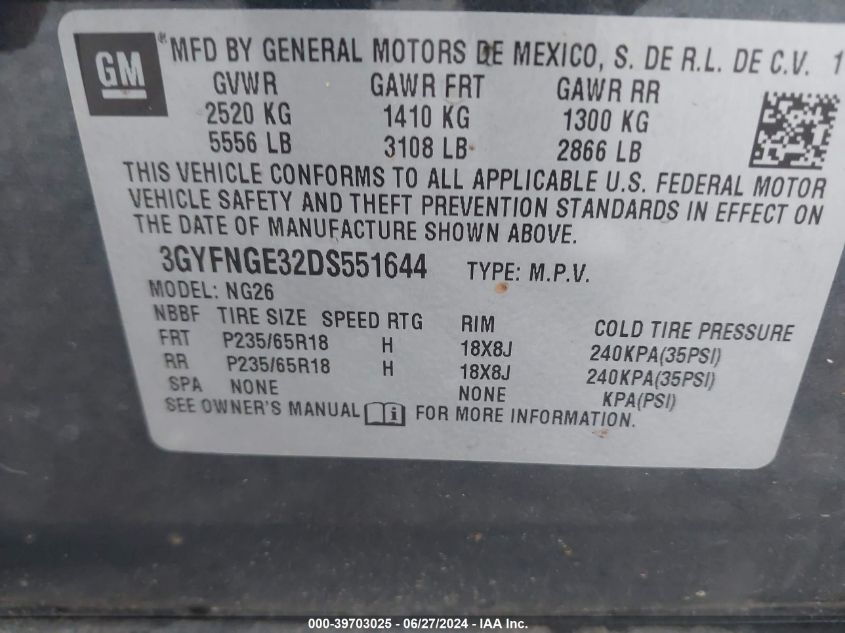 GM
® MFD BY GENERAL MOTORS DE MEXICO, S. DE R.L. DE C.V. 1
GVWR GAWR FRT GAWR RR
2520 KG 1410 KG 1300 KG
5556 LB 3108 LB 2866 LB
THIS VEHICLE CONFORMS TO ALL APPLICABLE U.S. FEDERAL MOTOR
VEHICLE SAFETY AND THEFT PREVENTION STANDARDS IN EFFECT ON
THE DATE OF MANUFACTURE SHOWN ABOVE.
3GYFNGE32DS551644 TYPE: M.P.V.
MODEL: NG26
NBBF TIRE SIZE SPEED RTG RIM COLD TIRE PRESSURE
FRT P235/65R18 H 18X8J 240KPA(35PSI)
RR P235/65R18 H 18X8J 240KPA(35PSI)
SPA NONE NONE KPA(PSI)
SEE OWNER'S MANUAL i FOR MORE INFORMATION.
000-39703025 - 06/27/2024 - IAA Inc.